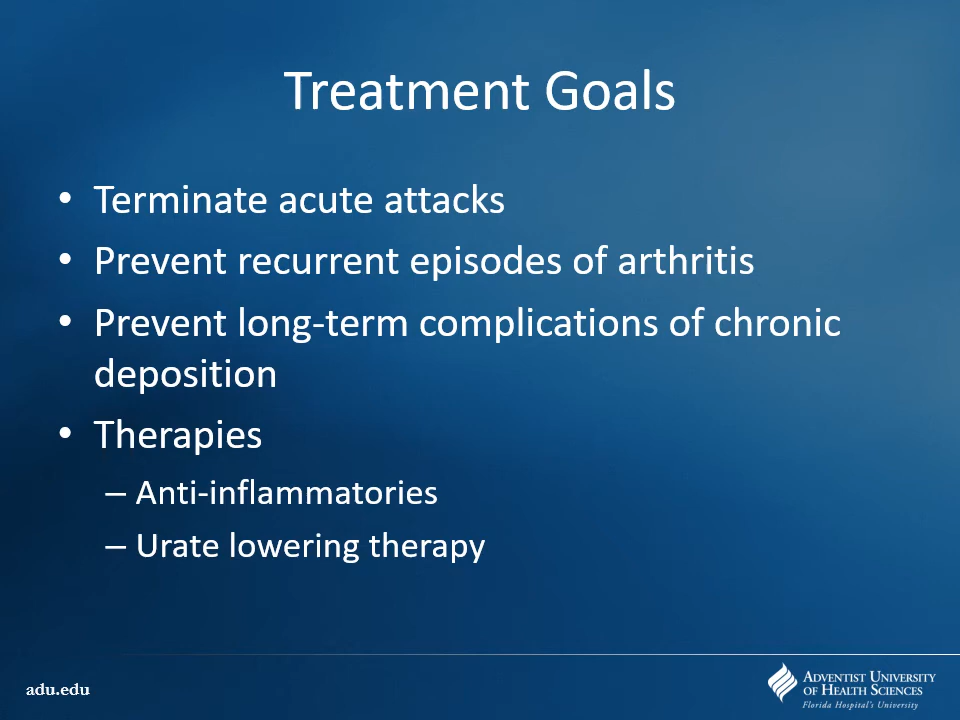 Treatment Goals
• Terminate acute attacks
• Prevent recurrent episodes of arthritis
• Prevent long-term complications of chronic
deposition
• Therapies
– Anti-inflammatories
– Urate lowering therapy
adu.edu
ADVENTIST UNIVERSITY
OF HEALTH SCIENCES
Florida Hospital's University